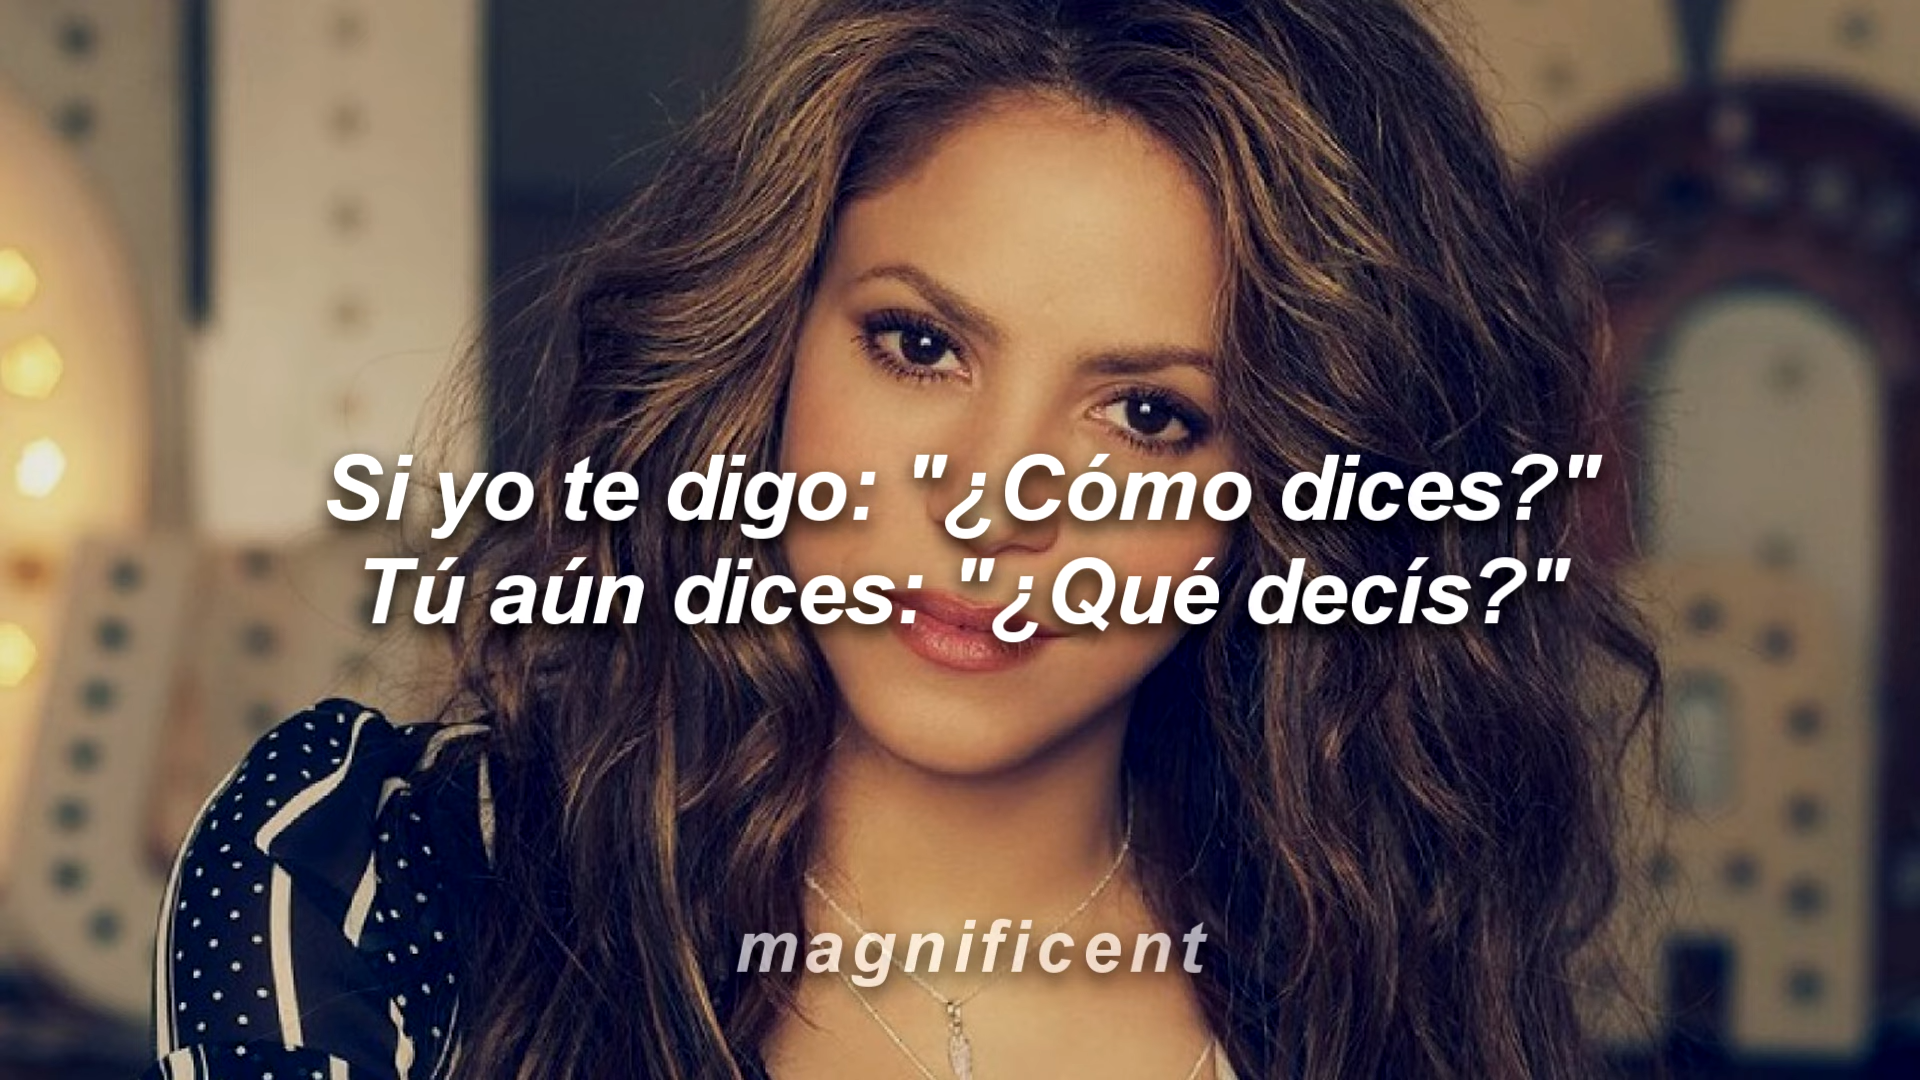 Si yo te digo: "¿Cómo dices?"
Tú aún dices: "¿Qué decís?"
magnificent